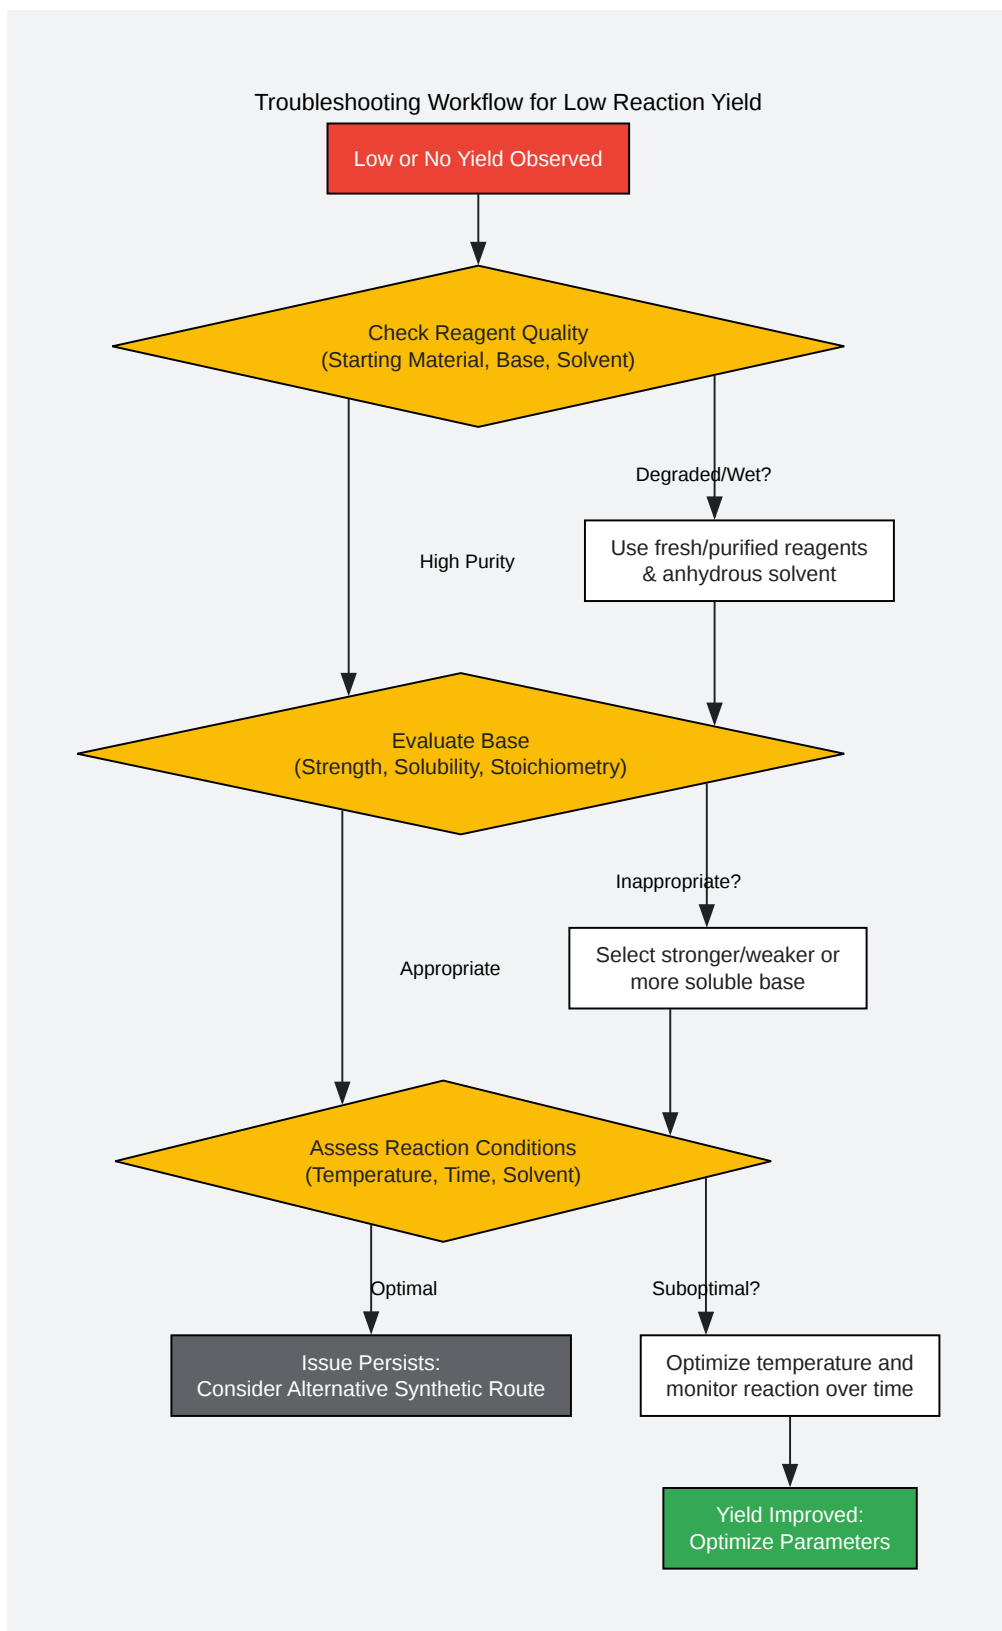 Troubleshooting Workflow for Low Reaction Yield
Low or No Yield Observed
Check Reagent Quality
(Starting Material, Base, Solvent)
Degraded/Wet?
High Purity
Use fresh/purified reagents
& anhydrous solvent
Evaluate Base
(Strength, Solubility, Stoichiometry)
Inappropriate?
Appropriate
Select stronger/weaker or
more soluble base
Assess Reaction Conditions
(Temperature, Time, Solvent)
Optimal
Suboptimal?
Issue Persists:
Consider Alternative Synthetic Route
Optimize temperature and
monitor reaction over time
Yield Improved:
Optimize Parameters